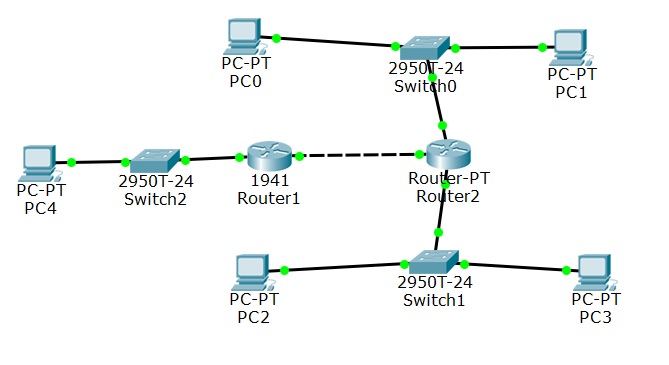 PC-PT
PC0
2950T-24
Switch0
PC-PT
PC1
PC-PT
PC4
2950T-24
Switch2
1941
Router1
Router-PT
Router2
PC-PT
PC2
2950T-24
Switch1
PC-PT
PC3